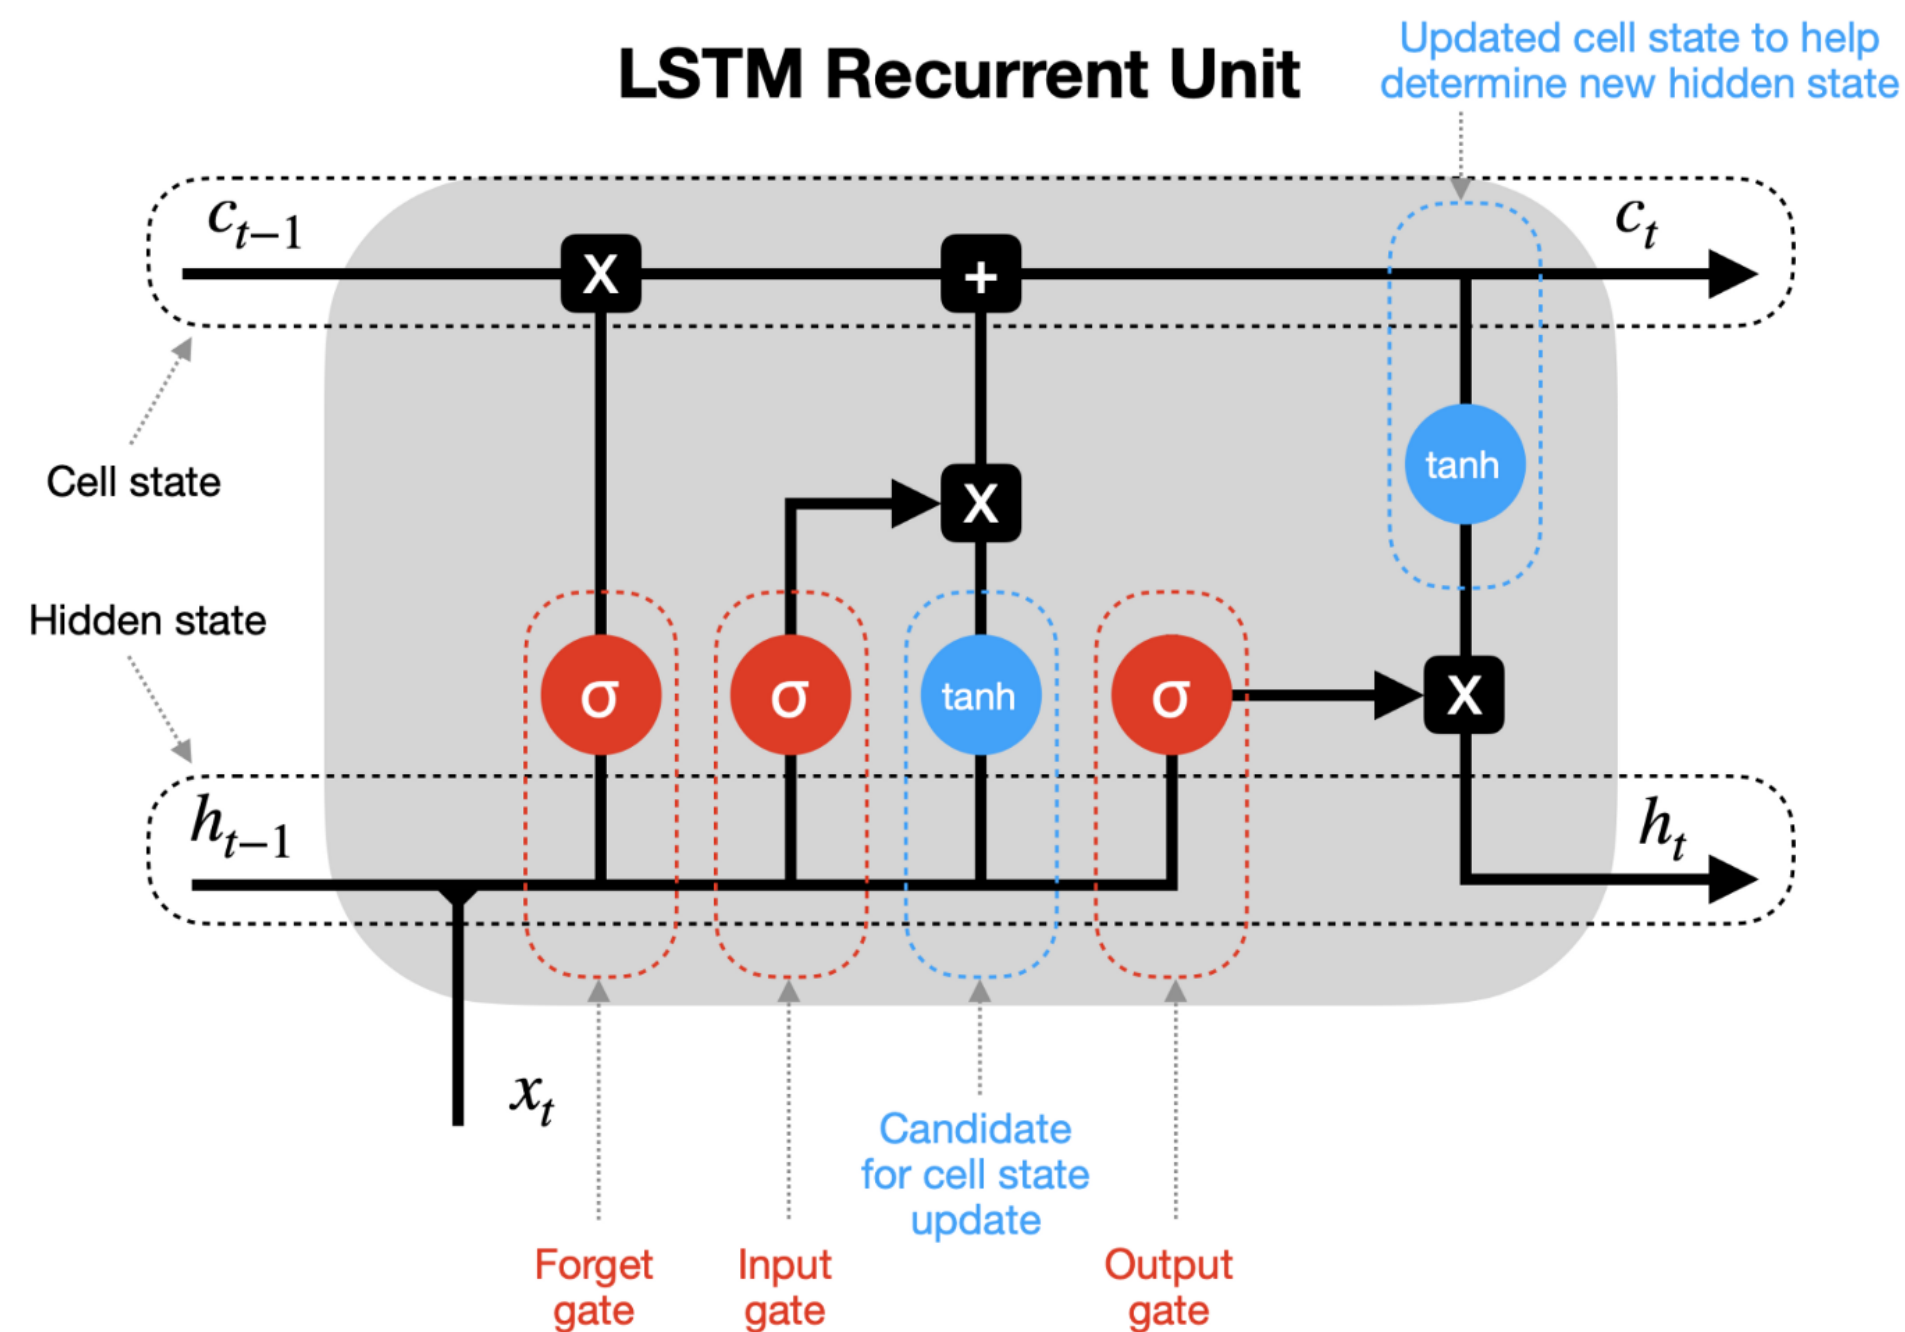 LSTM Recurrent Unit
Updated cell state to help
determine new hidden state
c_{t−1}
c_t
X
+
Cell state
tanh
X
Hidden state
σ
σ
tanh
σ
X
h_{t−1}
h_t
x_t
Candidate
for cell state
update
Forget
gate
Input
gate
Output
gate